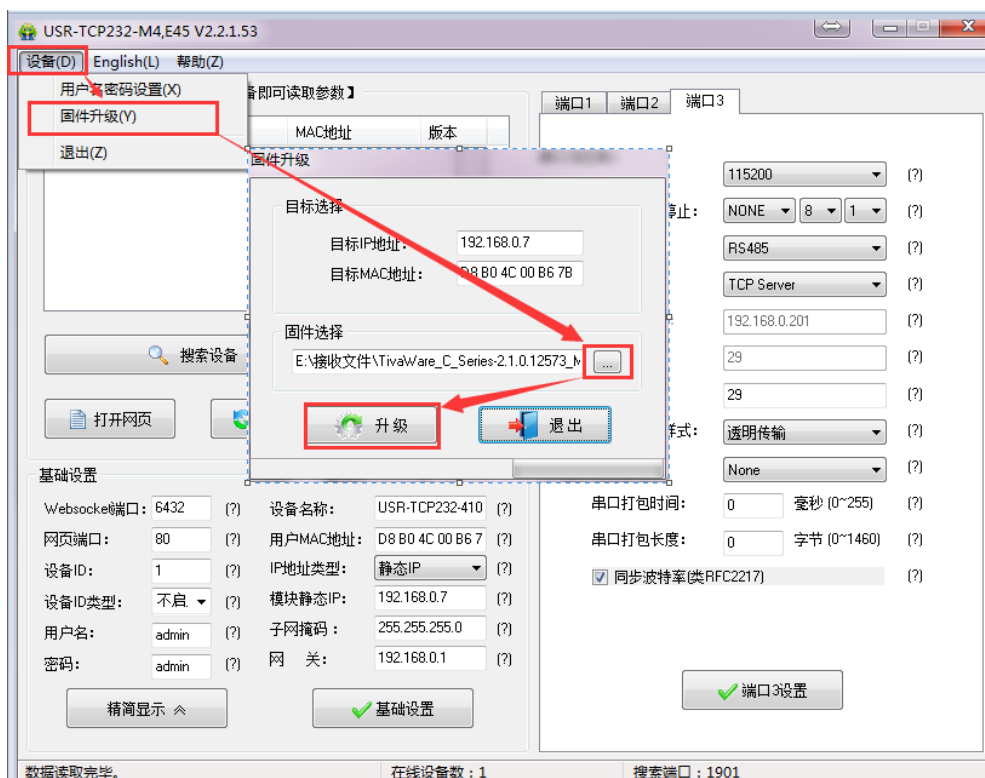 USR-TCP232-M4,E45 V2.2.1.53
设备(D) English(L) 帮助(Z)
用户名密码设置(X)
固件升级(Y)
退出(Z)
备即可读取参数】
MAC地址 版本
固件升级
目标选择
目标IP地址: 192.168.0.7
目标MAC地址: D8 B0 4C 00 B6 7B
固件选择
E:\接收文件\TivaWare_C_Series-2.1.0.12573_M ...
升级 退出
搜索设备
打开网页
基础设置
Websocket端口: 6432 (?) 设备名称: USR-TCP232-410 (?)
网页端口: 80 (?) 用户MAC地址: D8 B0 4C 00 B6 7 (?)
设备ID: 1 (?) IP地址类型: 静态IP (?)
设备ID类型: 不启. (?) 模块静态IP: 192.168.0.7 (?)
用户名: admin (?) 子网掩码: 255.255.255.0 (?)
密码: admin (?) 网 关: 192.168.0.1 (?)
精简显示 基础设置
端口1 端口2 端口3
115200 (?)
停止: NONE 8 1 (?)
RS485 (?)
TCP Server (?)
192.168.0.201 (?)
29 (?)
29 (?)
样式: 透明传输 (?)
None (?)
串口打包时间: 0 毫秒 (0~255) (?)
串口打包长度: 0 字节 (0~1460) (?)
同步波特率(类RFC2217) (?)
端口3设置
数据读取完毕。 在线设备数:1 搜索端口:1901